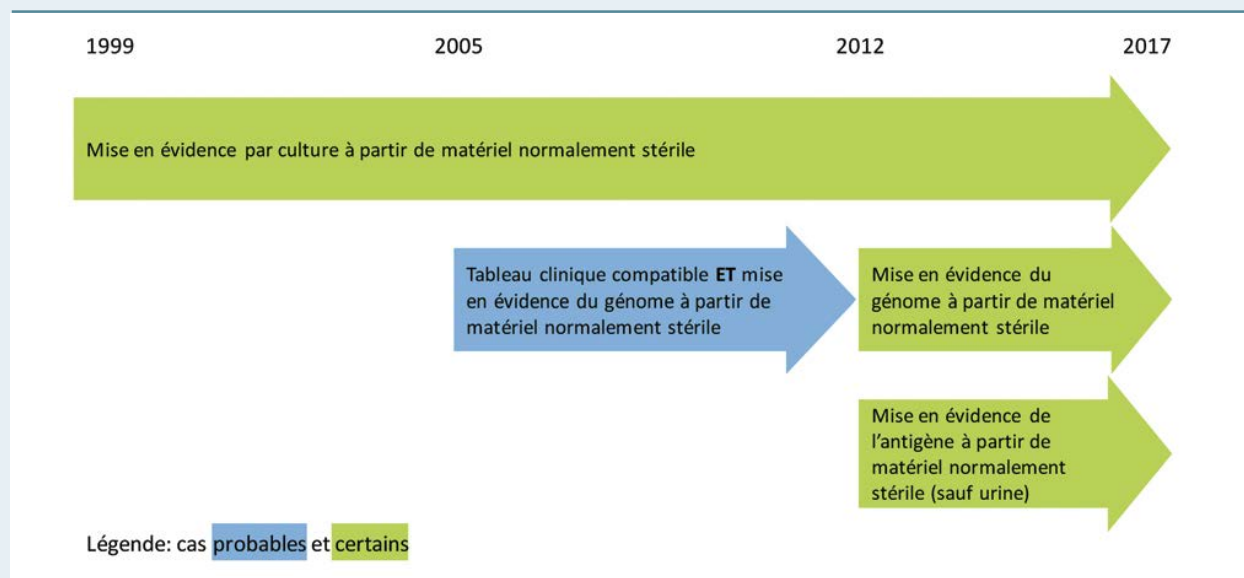 1999 2005 2012 2017
Mise en évidence par culture à partir de matériel normalement stérile
Tableau clinique compatible ET mise
en évidence du génome à partir de
matériel normalement stérile
Mise en évidence du
génome à partir de matériel
normalement stérile
Mise en évidence de
l’antigène à partir de
matériel normalement
stérile (sauf urine)
Légende: cas probables et certains